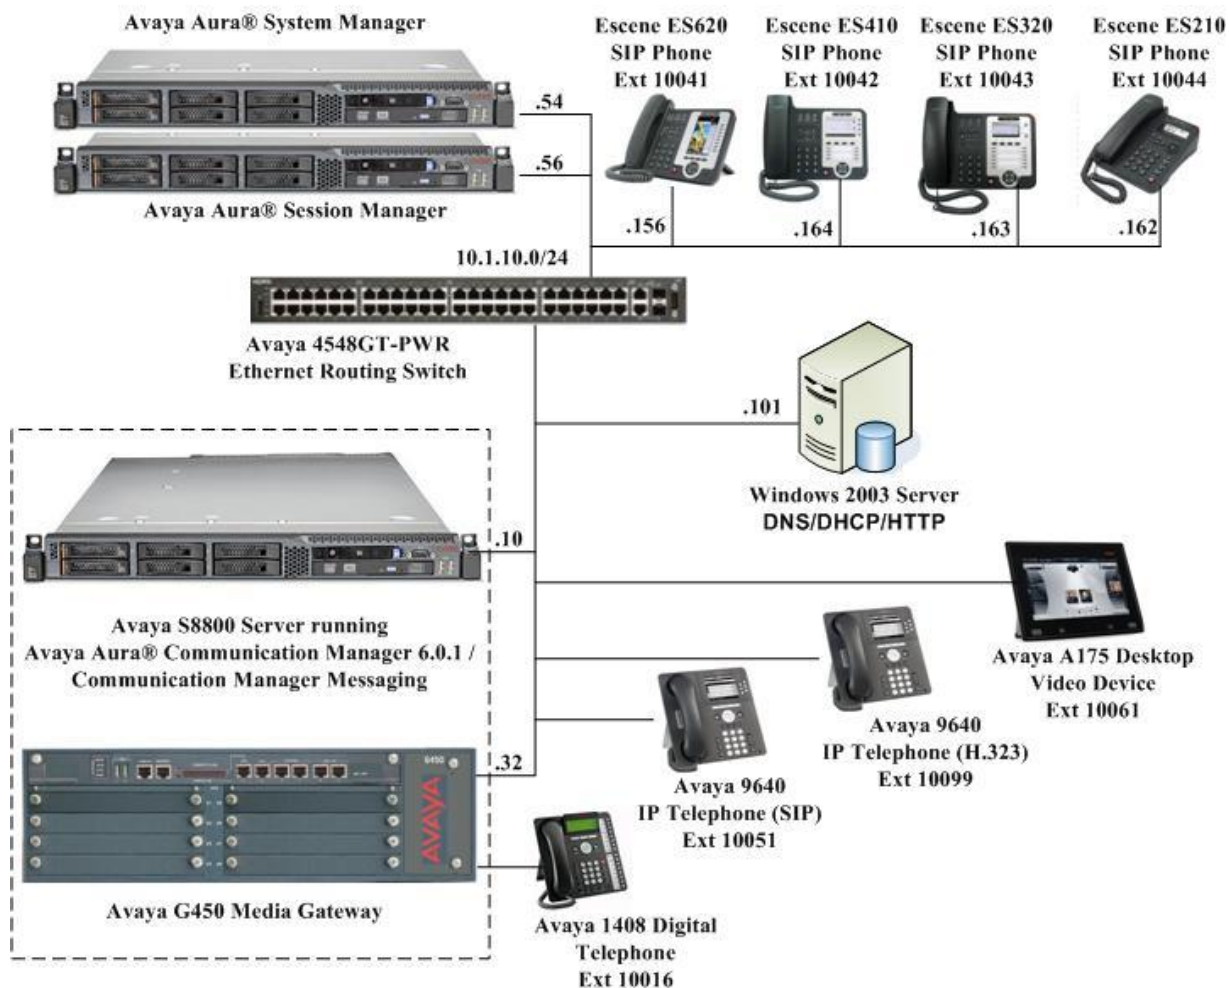 Avaya Aura® System Manager
.54
.56
Avaya Aura® Session Manager
Escene ES620
SIP Phone
Ext 10041
Escene ES410
SIP Phone
Ext 10042
Escene ES320
SIP Phone
Ext 10043
Escene ES210
SIP Phone
Ext 10044
.156
.164
.163
.162
10.1.10.0/24
Avaya 4548GT-PWR
Ethernet Routing Switch
.101
Windows 2003 Server
DNS/DHCP/HTTP
.10
Avaya S8800 Server running
Avaya Aura® Communication Manager 6.0.1 /
Communication Manager Messaging
Avaya A175 Desktop
Video Device
Ext 10061
Avaya 9640
IP Telephone (H.323)
Ext 10099
Avaya 9640
IP Telephone (SIP)
Ext 10051
.32
G450
AVAYA
Avaya G450 Media Gateway
Avaya 1408 Digital
Telephone
Ext 10016